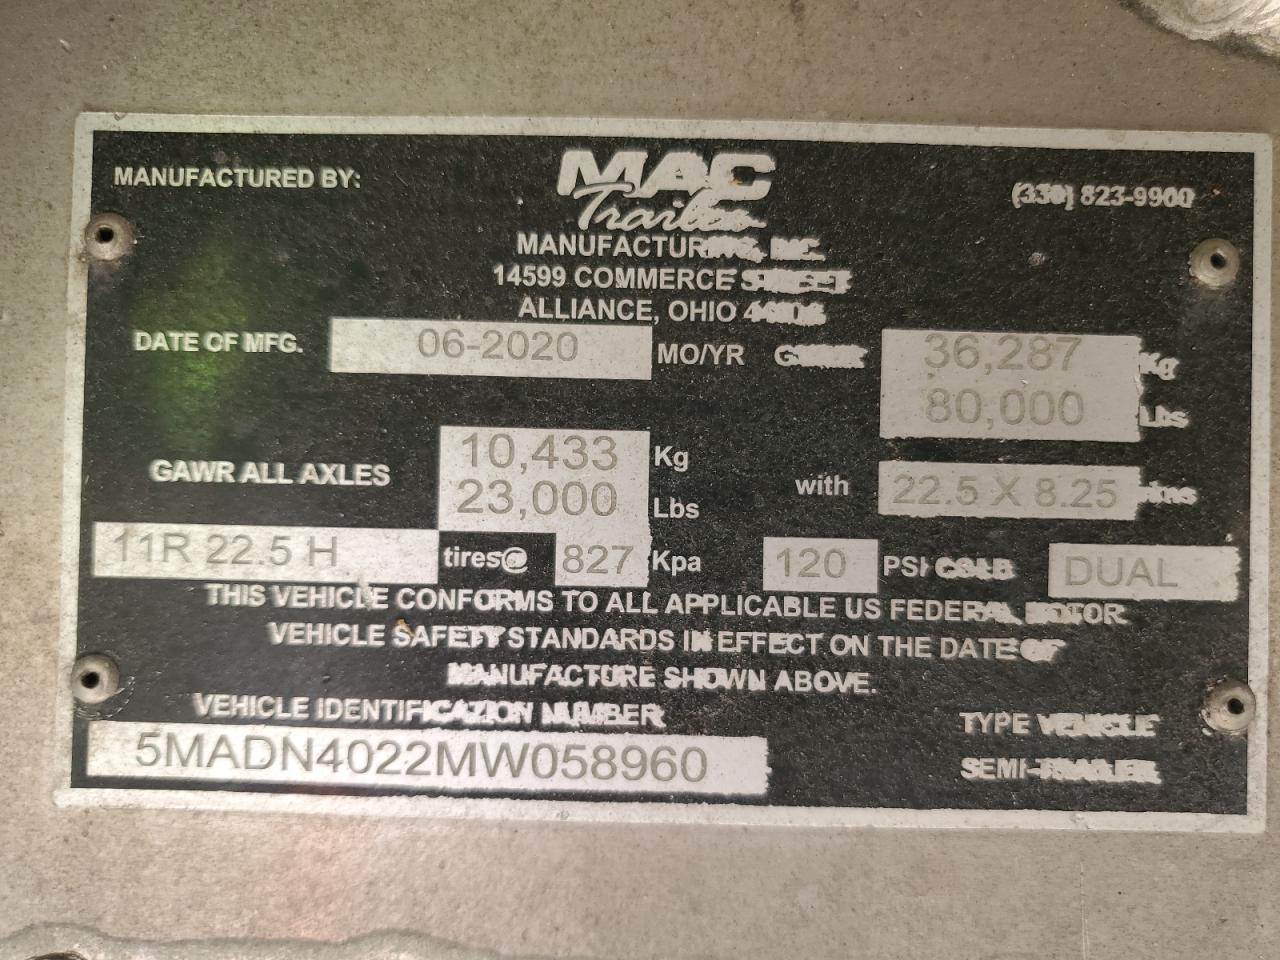 MANUFACTURED BY:
MAC
Trailer
(330) 823-9900
MANUFACTURING, INC.
14599 COMMERCE STREET
ALLIANCE, OHIO
DATE OF MFG. 06-2020 MO/YR 36,287 Kg
80,000 Lbs
GAWR ALL AXLES 10,433 Kg
23,000 Lbs with 22.5 X 8.25 rims
11R 22.5 H tires@ 827 Kpa 120 PSI COLD DUAL
THIS VEHICLE CONFORMS TO ALL APPLICABLE US FEDERAL MOTOR
VEHICLE SAFETY STANDARDS IN EFFECT ON THE DATE OF
MANUFACTURE SHOWN ABOVE.
VEHICLE IDENTIFICATION NUMBER TYPE VEHICLE
5MADN4022MW058960 SEMI-TRAILER